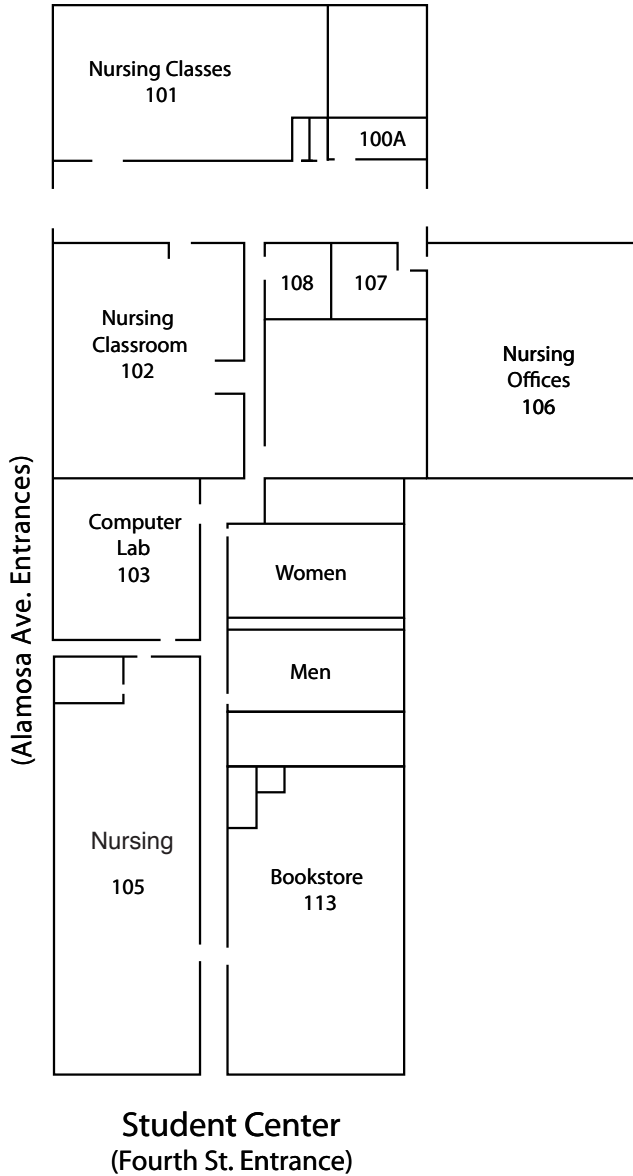 Nursing Classes
101
100A
108
107
Nursing
Classroom
102
Nursing
Offices
106
Computer
Lab
103
Women
Men
(Alamosa Ave. Entrances)
Nursing
105
Bookstore
113
Student Center
(Fourth St. Entrance)